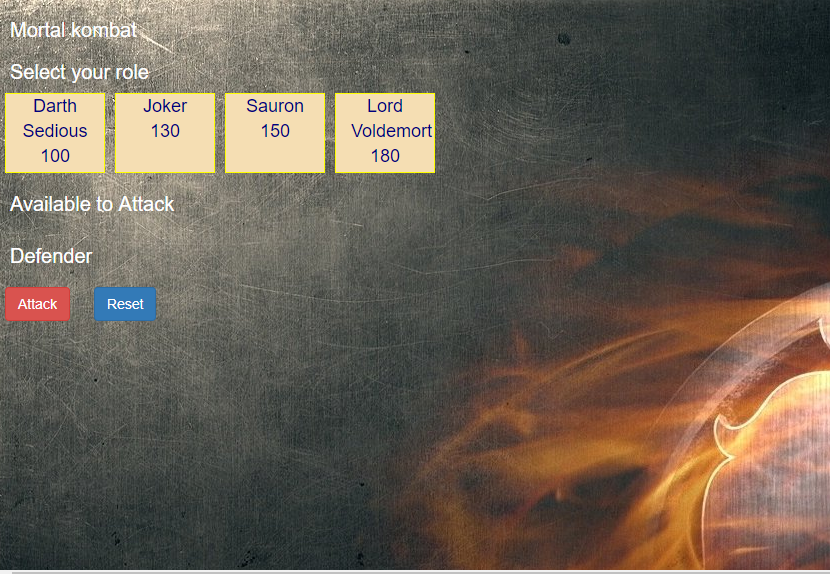 Mortal kombat
Select your role
Darth
Sedious
100
Joker
130
Sauron
150
Lord
Voldemort
180
Available to Attack
Defender
Attack Reset